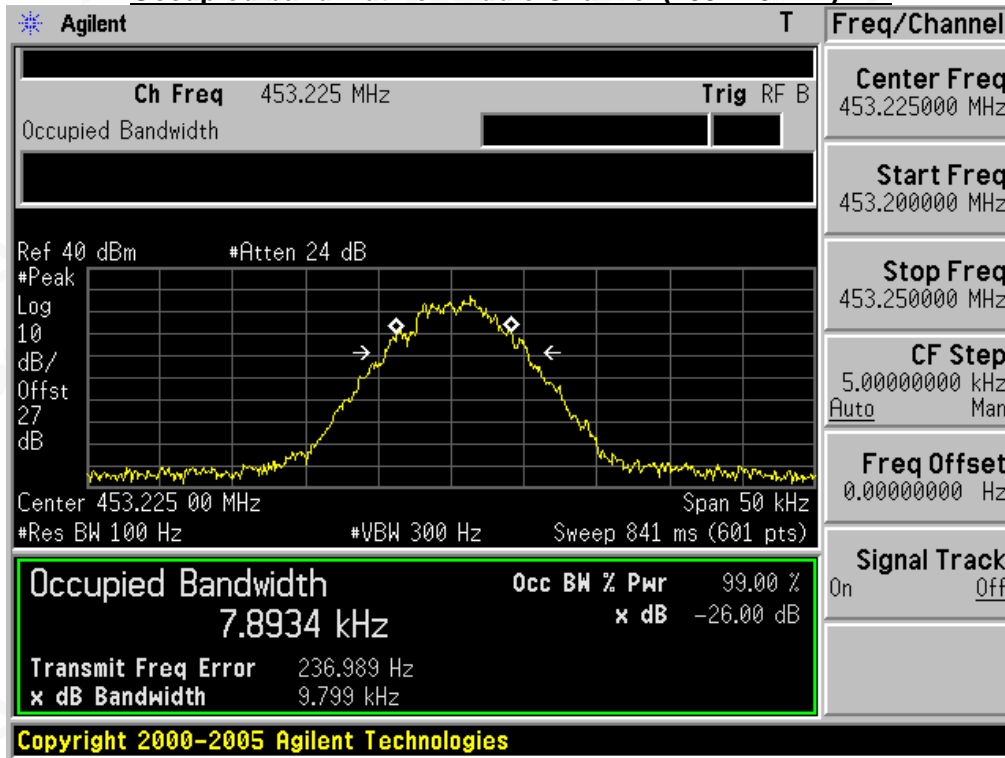 Agilent T Freq/Channel
Ch Freq 453.225 MHz Trig RF B
Occupied Bandwidth
Center Freq
453.225000 MHz
Start Freq
453.200000 MHz
Stop Freq
453.250000 MHz
CF Step
5.00000000 kHz
Auto Man
Freq Offset
0.00000000 Hz
Signal Track
On Off
Ref 40 dBm #Atten 24 dB
#Peak
Log
10
dB/
Offst
27
dB
Center 453.225 00 MHz Span 50 kHz
#Res BW 100 Hz #VBW 300 Hz Sweep 841 ms (601 pts)
Occupied Bandwidth Occ BW % Pwr 99.00 %
7.8934 kHz x dB -26.00 dB
Transmit Freq Error 236.989 Hz
x dB Bandwidth 9.799 kHz
Copyright 2000-2005 Agilent Technologies